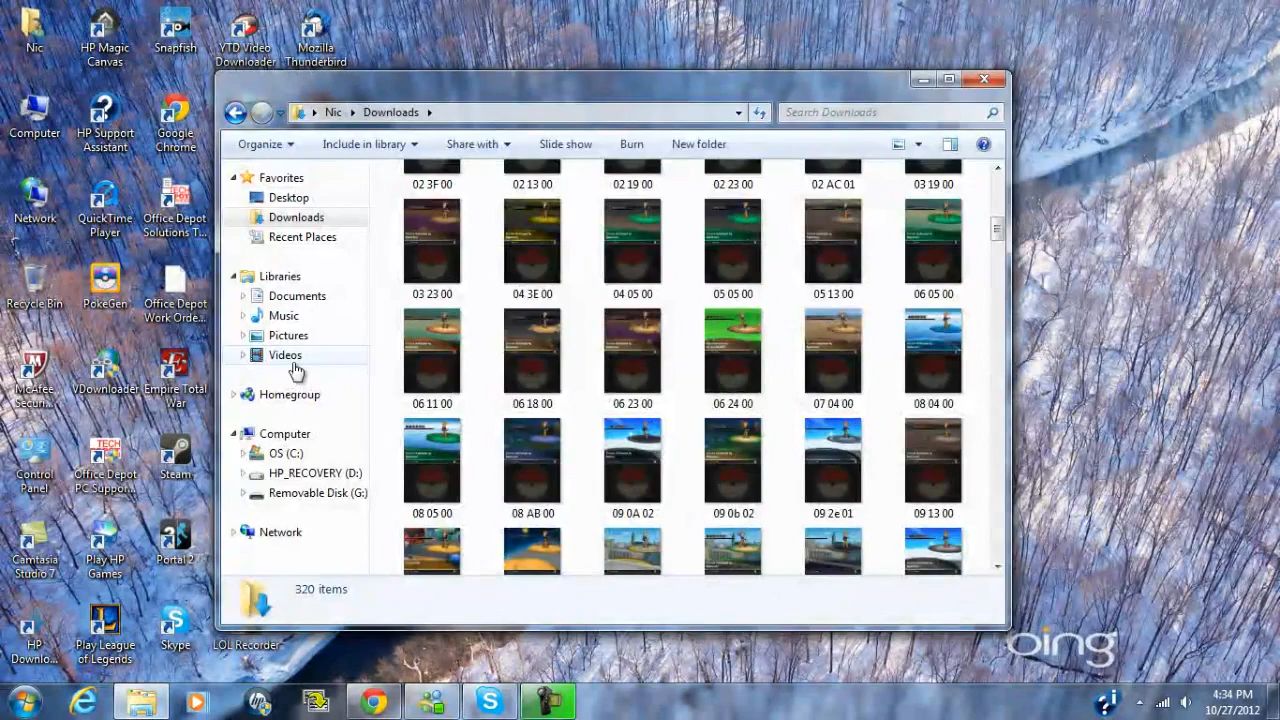 Nic
HP Magic
Canvas
Snapfish
YTD Video
Downloader
Mozilla
Thunderbird
Computer
HP Support
Assistant
Google
Chrome
Network
QuickTime
Player
Office Depot
Solutions T...
Recycle Bin
PokeGen
Office Depot
Work Orde...
McAfee
Securi...
VDownloader
Empire Total
War
Control
Panel
Office Depot
PC Suppor...
Steam
Camtasia
Studio 7
Play HP
Games
Portal 2
HP
Downlo...
Play League
of Legends
Skype
LOL Recorder
Nic
Downloads
Search Downloads
Organize
Include in library
Share with
Slide show
Burn
New folder
Favorites
Desktop
Downloads
Recent Places
Libraries
Documents
Music
Pictures
Videos
Homegroup
Computer
OS (C:)
HP_RECOVERY (D:)
Removable Disk (G:)
Network
02 3F 00
02 13 00
02 19 00
02 23 00
02 AC 01
03 19 00
03 23 00
04 3E 00
04 05 00
05 05 00
05 13 00
06 05 00
06 11 00
06 18 00
06 23 00
06 24 00
07 04 00
08 04 00
08 05 00
08 AB 00
09 0A 02
09 0b 02
09 2e 01
09 13 00
320 items
bing
4:34 PM
10/27/2012